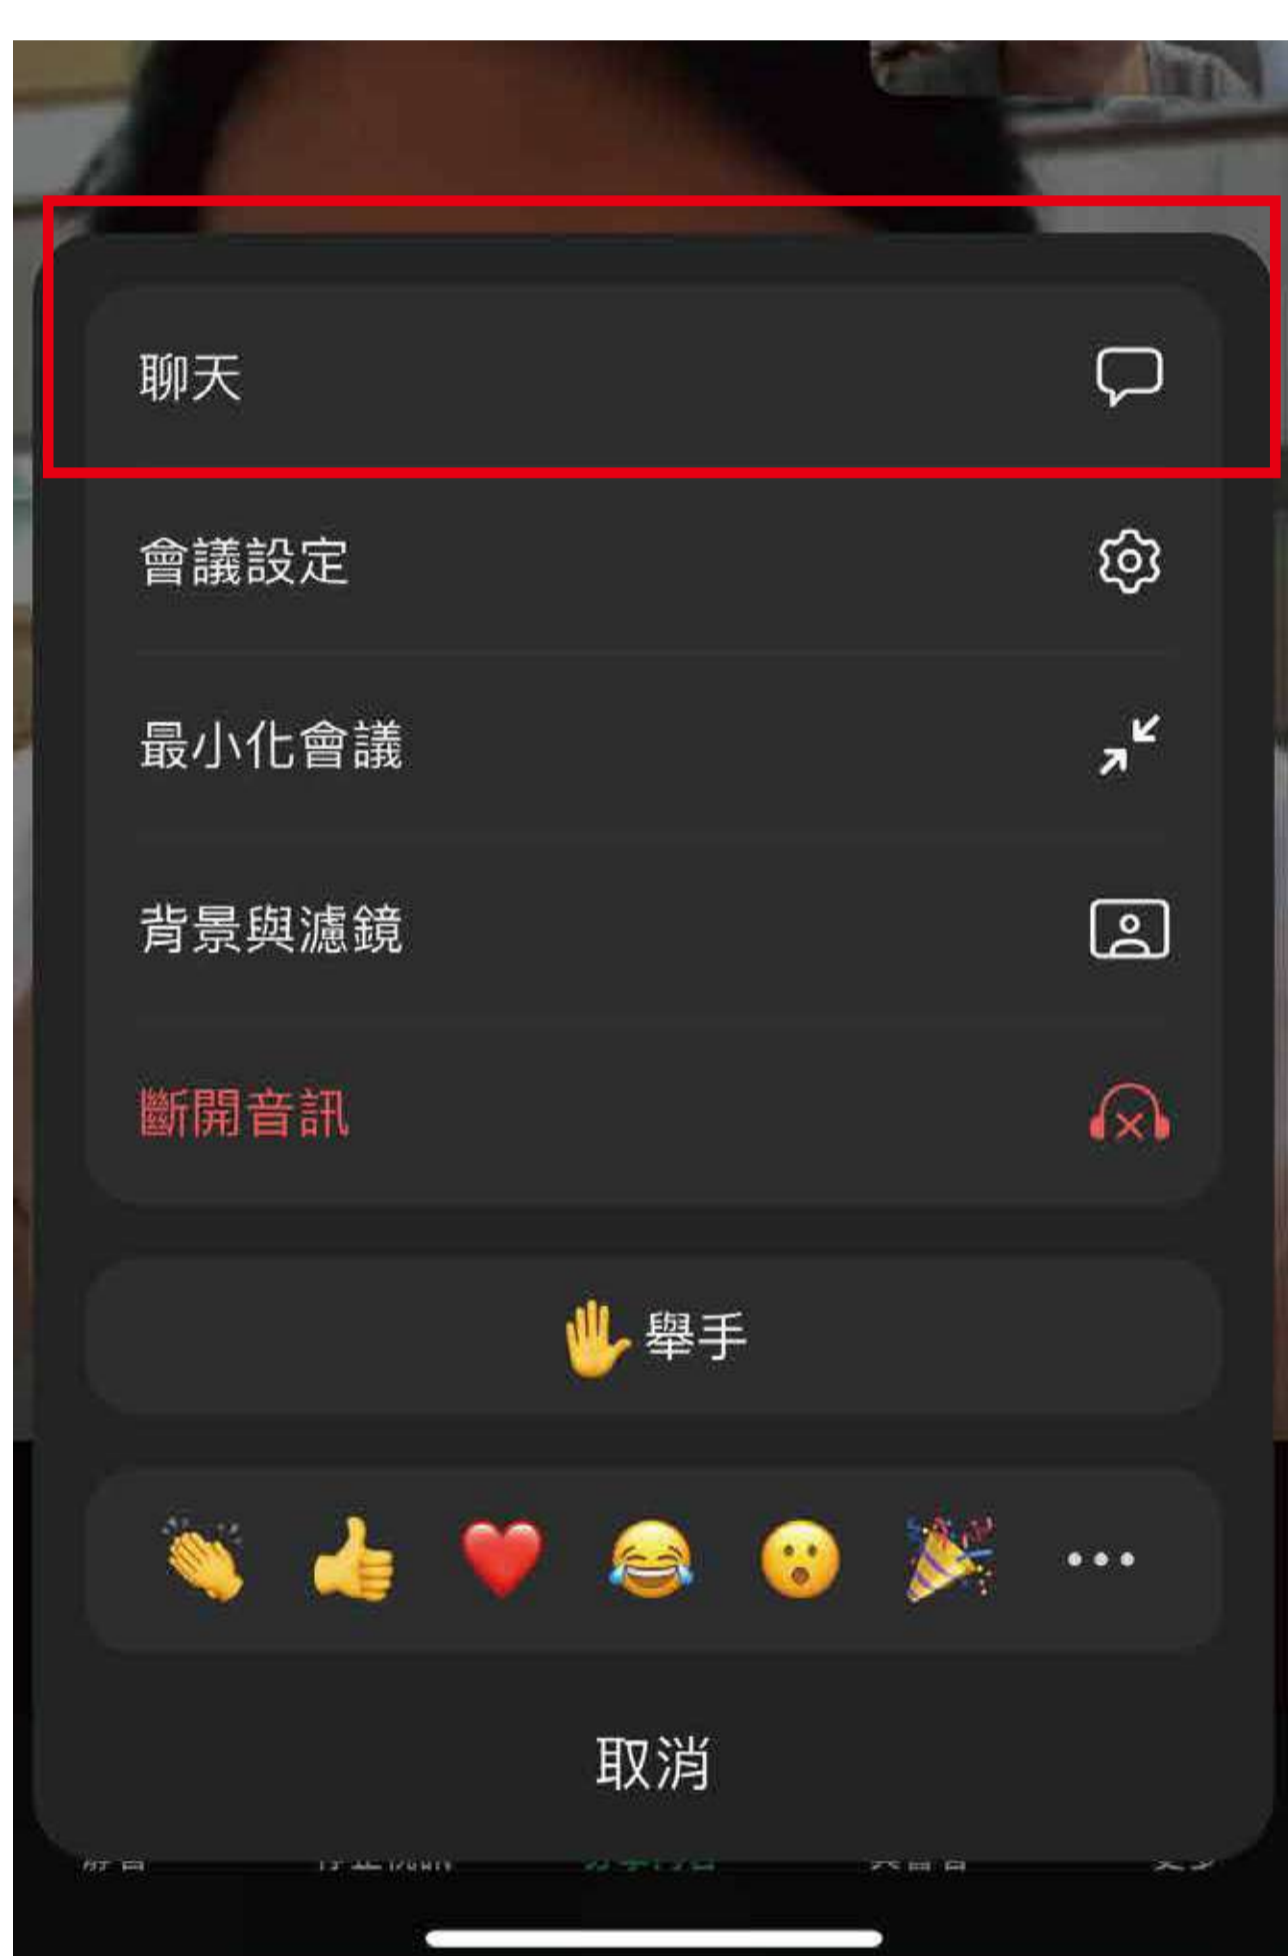 聊天
會議設定
最小化會議
背景與濾鏡
斷開音訊
舉手
取消